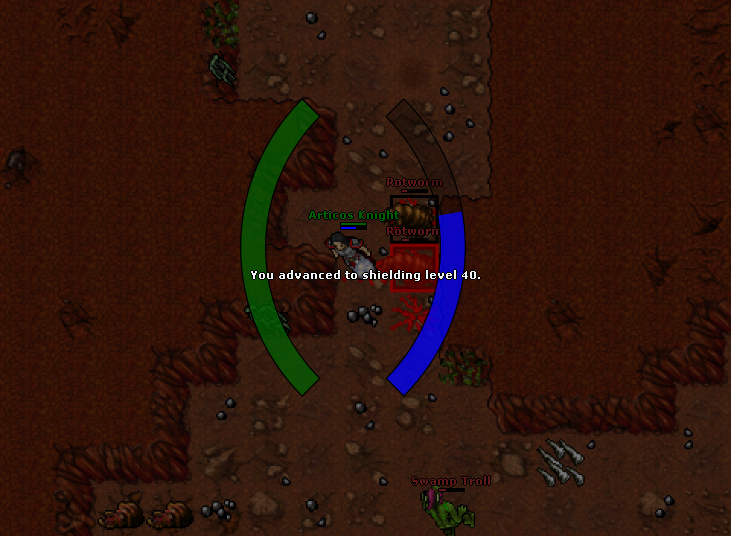 Rotworm
Articos Knight
Rotworm
You advanced to shielding level 40.
Swamp Troll